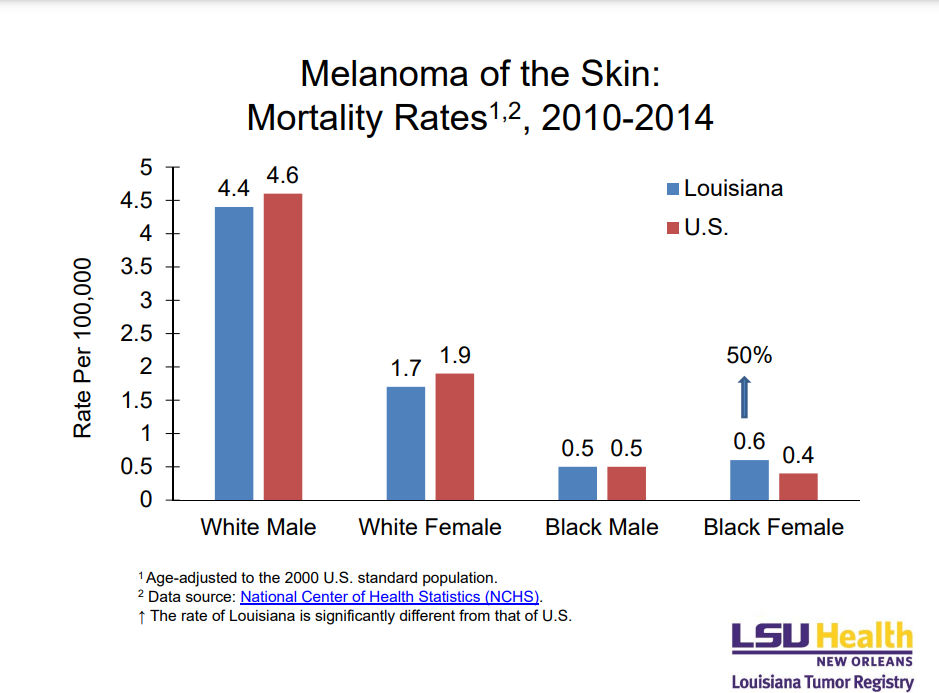 Melanoma of the Skin:
Mortality Rates1,2, 2010-2014
Rate Per 100,000
5
4.5
4
3.5
3
2.5
2
1.5
1
0.5
0
4.4
4.6
1.7
1.9
0.5
0.5
50%
0.6
0.4
Louisiana
U.S.
White Male
White Female
Black Male
Black Female
1 Age-adjusted to the 2000 U.S. standard population.
2 Data source: National Center of Health Statistics (NCHS).
↑ The rate of Louisiana is significantly different from that of U.S.
LSU Health
NEW ORLEANS
Louisiana Tumor Registry